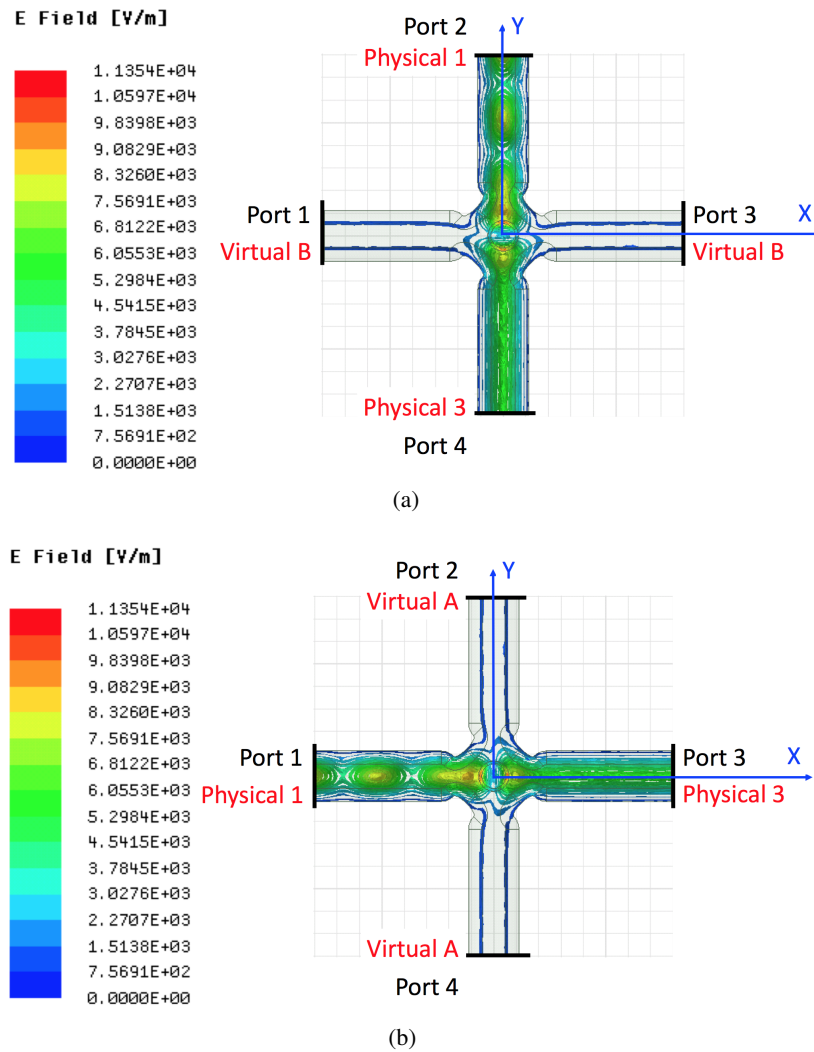 E Field [V/m]
1.1354E+04
1.0597E+04
9.8398E+03
9.0829E+03
8.3260E+03
7.5691E+03
6.8122E+03
6.0553E+03
5.2984E+03
4.5415E+03
3.7845E+03
3.0276E+03
2.2707E+03
1.5138E+03
7.5691E+02
0.0000E+00
Port 2
Y
Physical 1
Port 1
Port 3
X
Virtual B
Virtual B
Physical 3
Port 4
(a)
E Field [V/m]
1.1354E+04
1.0597E+04
9.8398E+03
9.0829E+03
8.3260E+03
7.5691E+03
6.8122E+03
6.0553E+03
5.2984E+03
4.5415E+03
3.7845E+03
3.0276E+03
2.2707E+03
1.5138E+03
7.5691E+02
0.0000E+00
Port 2
Y
Virtual A
Port 1
Port 3
X
Physical 1
Physical 3
Virtual A
Port 4
(b)